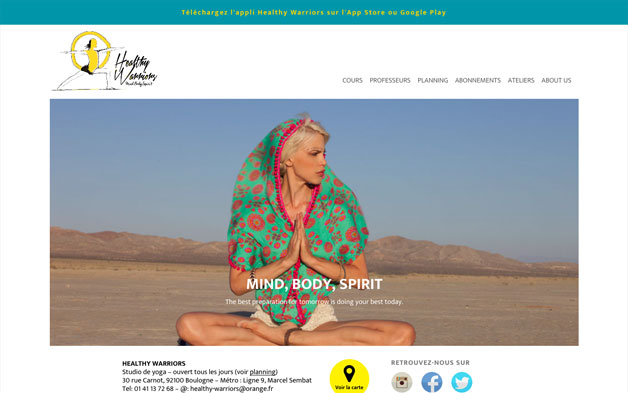 Téléchargez l'appli Healthy Warriors sur l'App Store ou Google Play
Healthy
Warriors
Mind.Body.Spirit
COURS PROFESSEURS PLANNING ABONNEMENTS ATELIERS ABOUT US
MIND, BODY, SPIRIT
The best preparation for tomorrow is doing your best today.
HEALTHY WARRIORS
Studio de yoga – ouvert tous les jours (voir planning)
30 rue Carnot, 92100 Boulogne – Métro : Ligne 9, Marcel Sembat
Tel: 01 41 13 72 68 – @: healthy-warriors@orange.fr
Voir la carte
RETROUVEZ-NOUS SUR